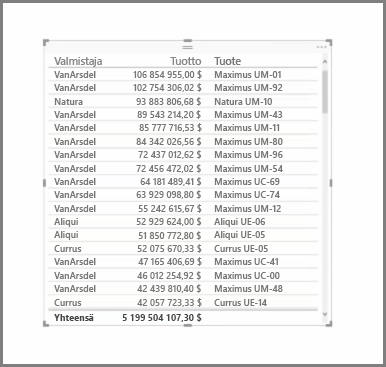 Valmistaja Tuotto Tuote
VanArsdel 106 854 955,00 $ Maximus UM-01
VanArsdel 102 754 306,02 $ Maximus UM-92
Natura 93 883 806,68 $ Natura UM-10
VanArsdel 89 543 214,20 $ Maximus UM-43
VanArsdel 85 777 716,53 $ Maximus UM-11
VanArsdel 84 342 026,56 $ Maximus UM-80
VanArsdel 72 437 012,62 $ Maximus UM-96
VanArsdel 72 456 472,02 $ Maximus UM-54
VanArsdel 64 181 489,41 $ Maximus UC-69
VanArsdel 63 929 098,80 $ Maximus UC-74
VanArsdel 55 242 615,67 $ Maximus UM-12
Aliqui 52 929 624,00 $ Aliqui UE-06
Aliqui 51 850 772,80 $ Aliqui UE-05
Currus 52 075 670,33 $ Currus UE-05
VanArsdel 47 165 406,69 $ Maximus UC-41
VanArsdel 46 012 254,92 $ Maximus UC-00
VanArsdel 42 439 810,40 $ Maximus UM-48
Currus 42 057 723,33 $ Currus UE-14
Yhteensä 5 199 504 107,30 $